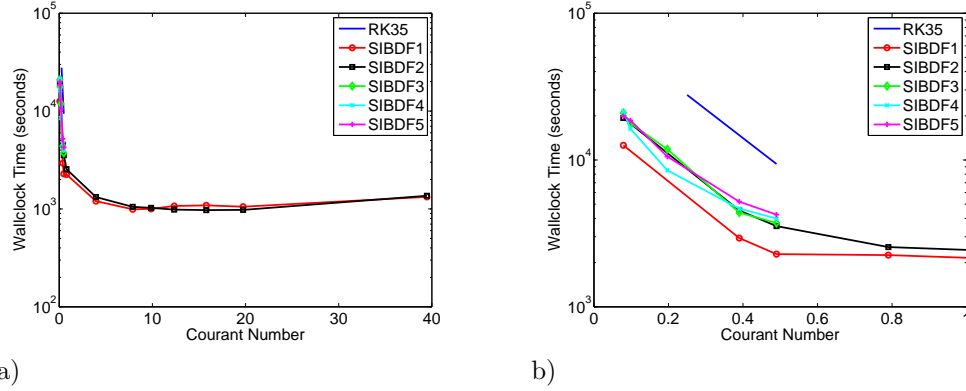 10^5
10^4
10^3
10^2
Wallclock Time (seconds)
0 10 20 30 40
Courant Number
RK35
SIBDF1
SIBDF2
SIBDF3
SIBDF4
SIBDF5
a)
10^5
10^4
10^3
Wallclock Time (seconds)
0 0.2 0.4 0.6 0.8 1
Courant Number
RK35
SIBDF1
SIBDF2
SIBDF3
SIBDF4
SIBDF5
b)